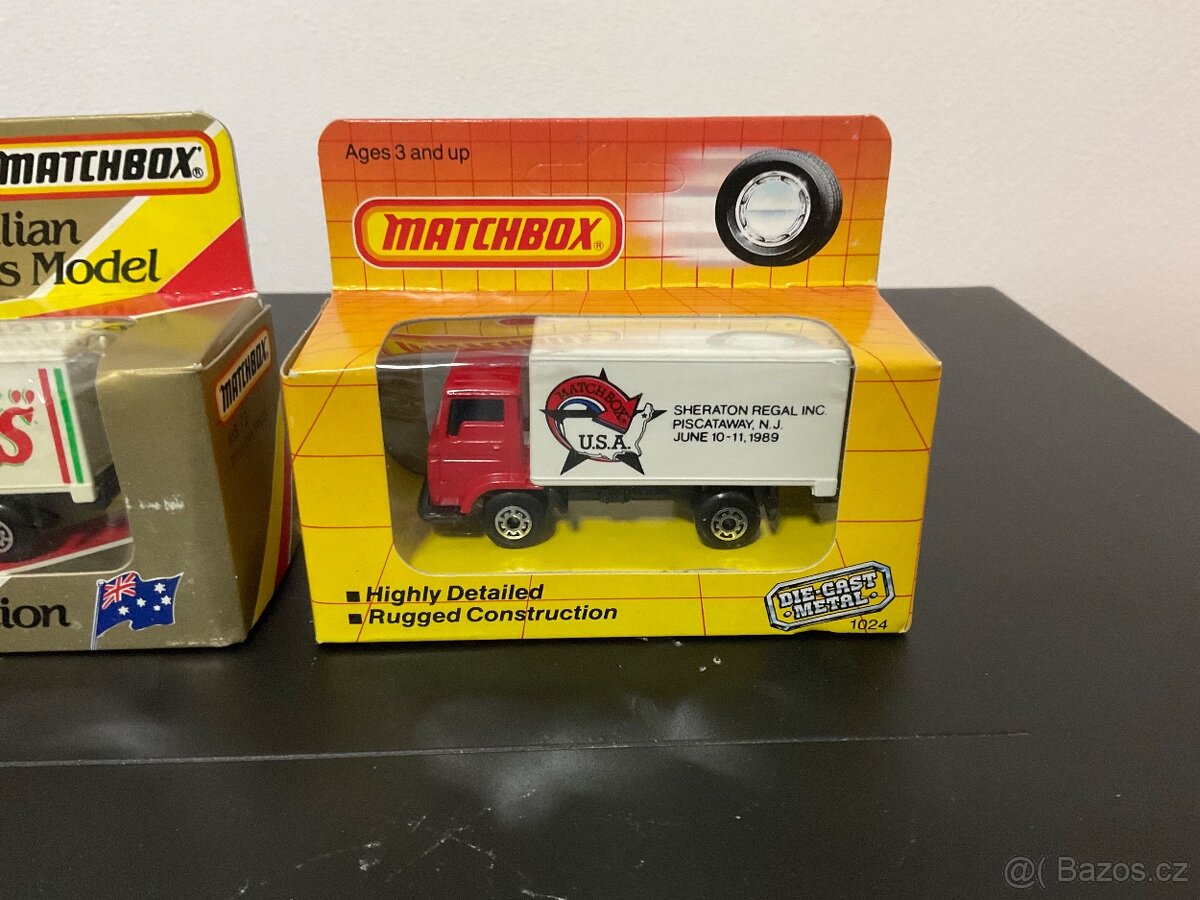 MATCHBOX®
lian
s Model
MATCHBOX
S
tion
Ages 3 and up
MATCHBOX®
MATCHBOX®
U.S.A.
SHERATON REGAL INC.
PISCATAWAY, N.J.
JUNE 10-11, 1989
■ Highly Detailed
■ Rugged Construction
DIE-CAST
·METAL·
1024
@( Bazos.cz